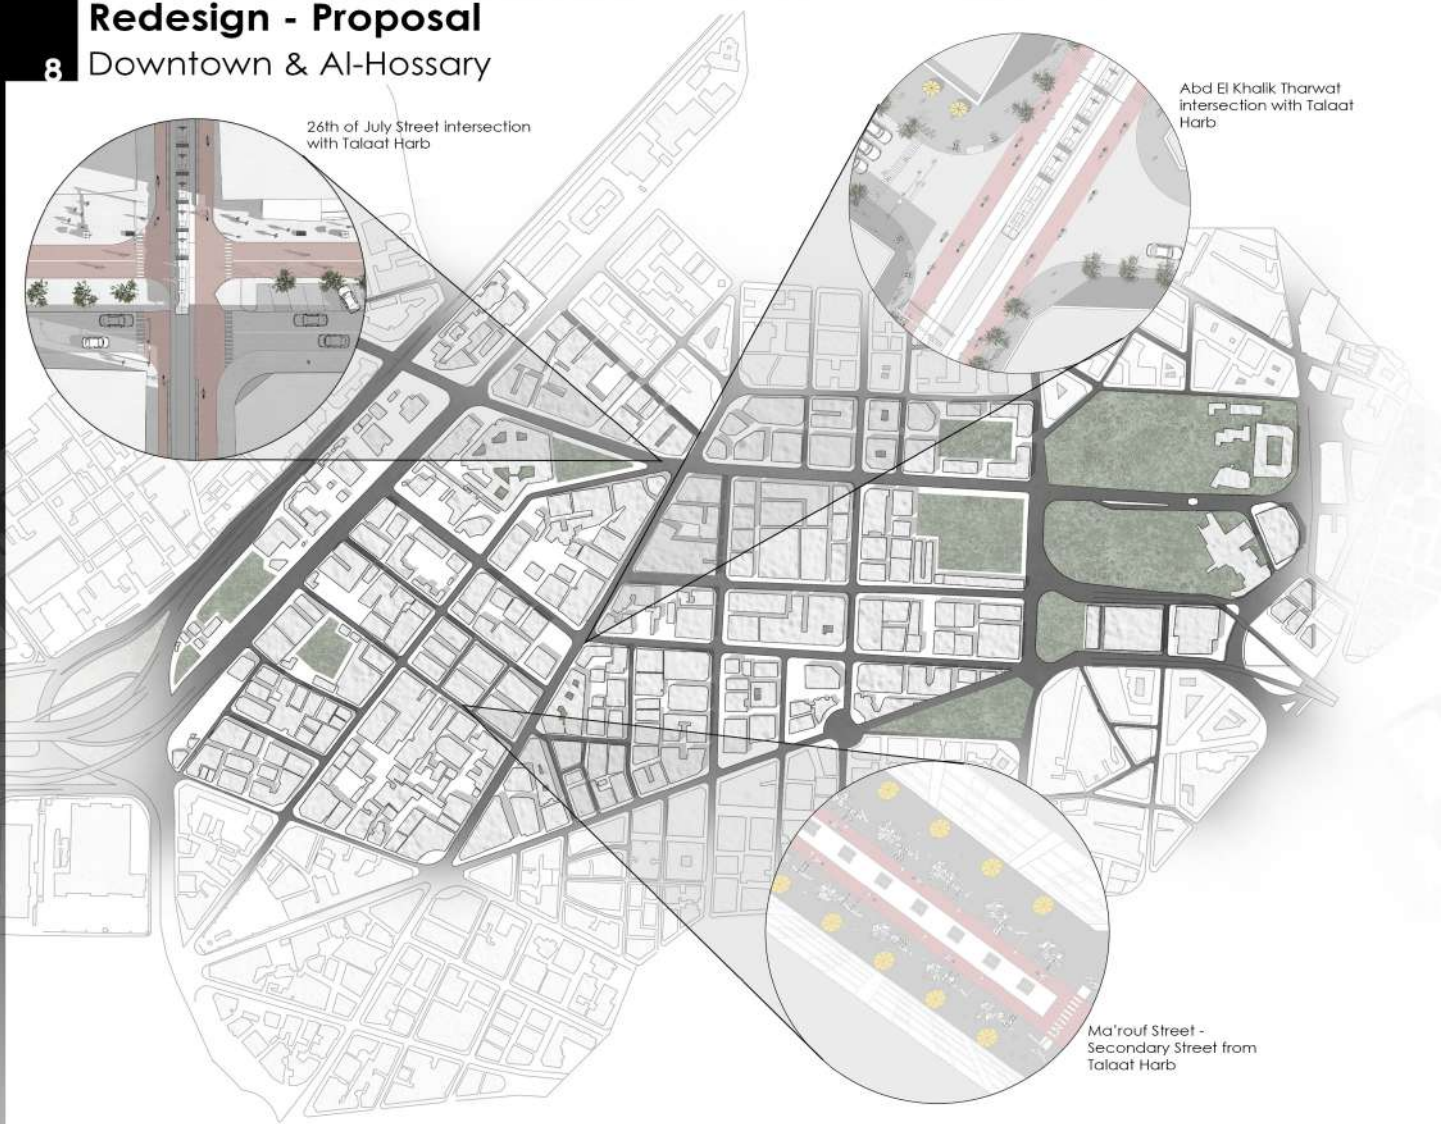 Redesign - Proposal
8
Downtown & Al-Hossary
26th of July Street intersection
with Talaat Harb
Abd El Khalik Tharwat
intersection with Talaat
Harb
Ma'rouf Street -
Secondary Street from
Talaat Harb